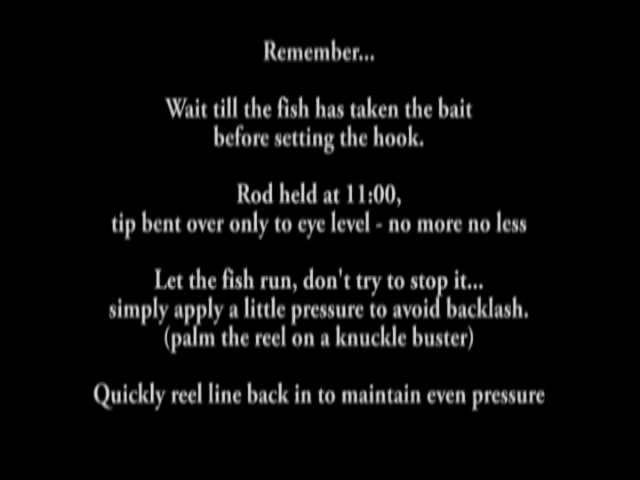 Remember...
Wait till the fish has taken the bait
before setting the hook.
Rod held at 11:00,
tip bent over only to eye level - no more no less
Let the fish run, don't try to stop it...
simply apply a little pressure to avoid backlash.
(palm the reel on a knuckle buster)
Quickly reel line back in to maintain even pressure